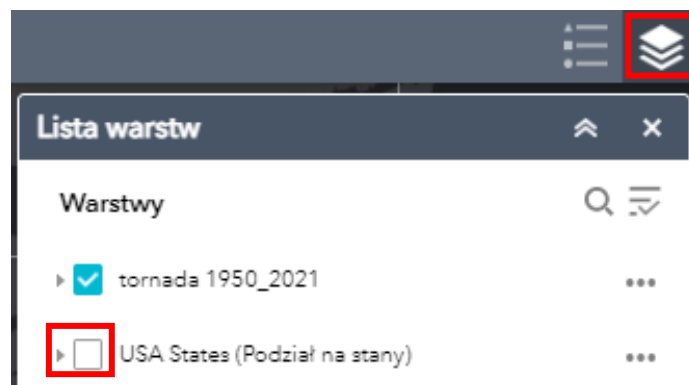 Lista warstw
Warstwy
tornada 1950_2021
USA States (Podział na stany)